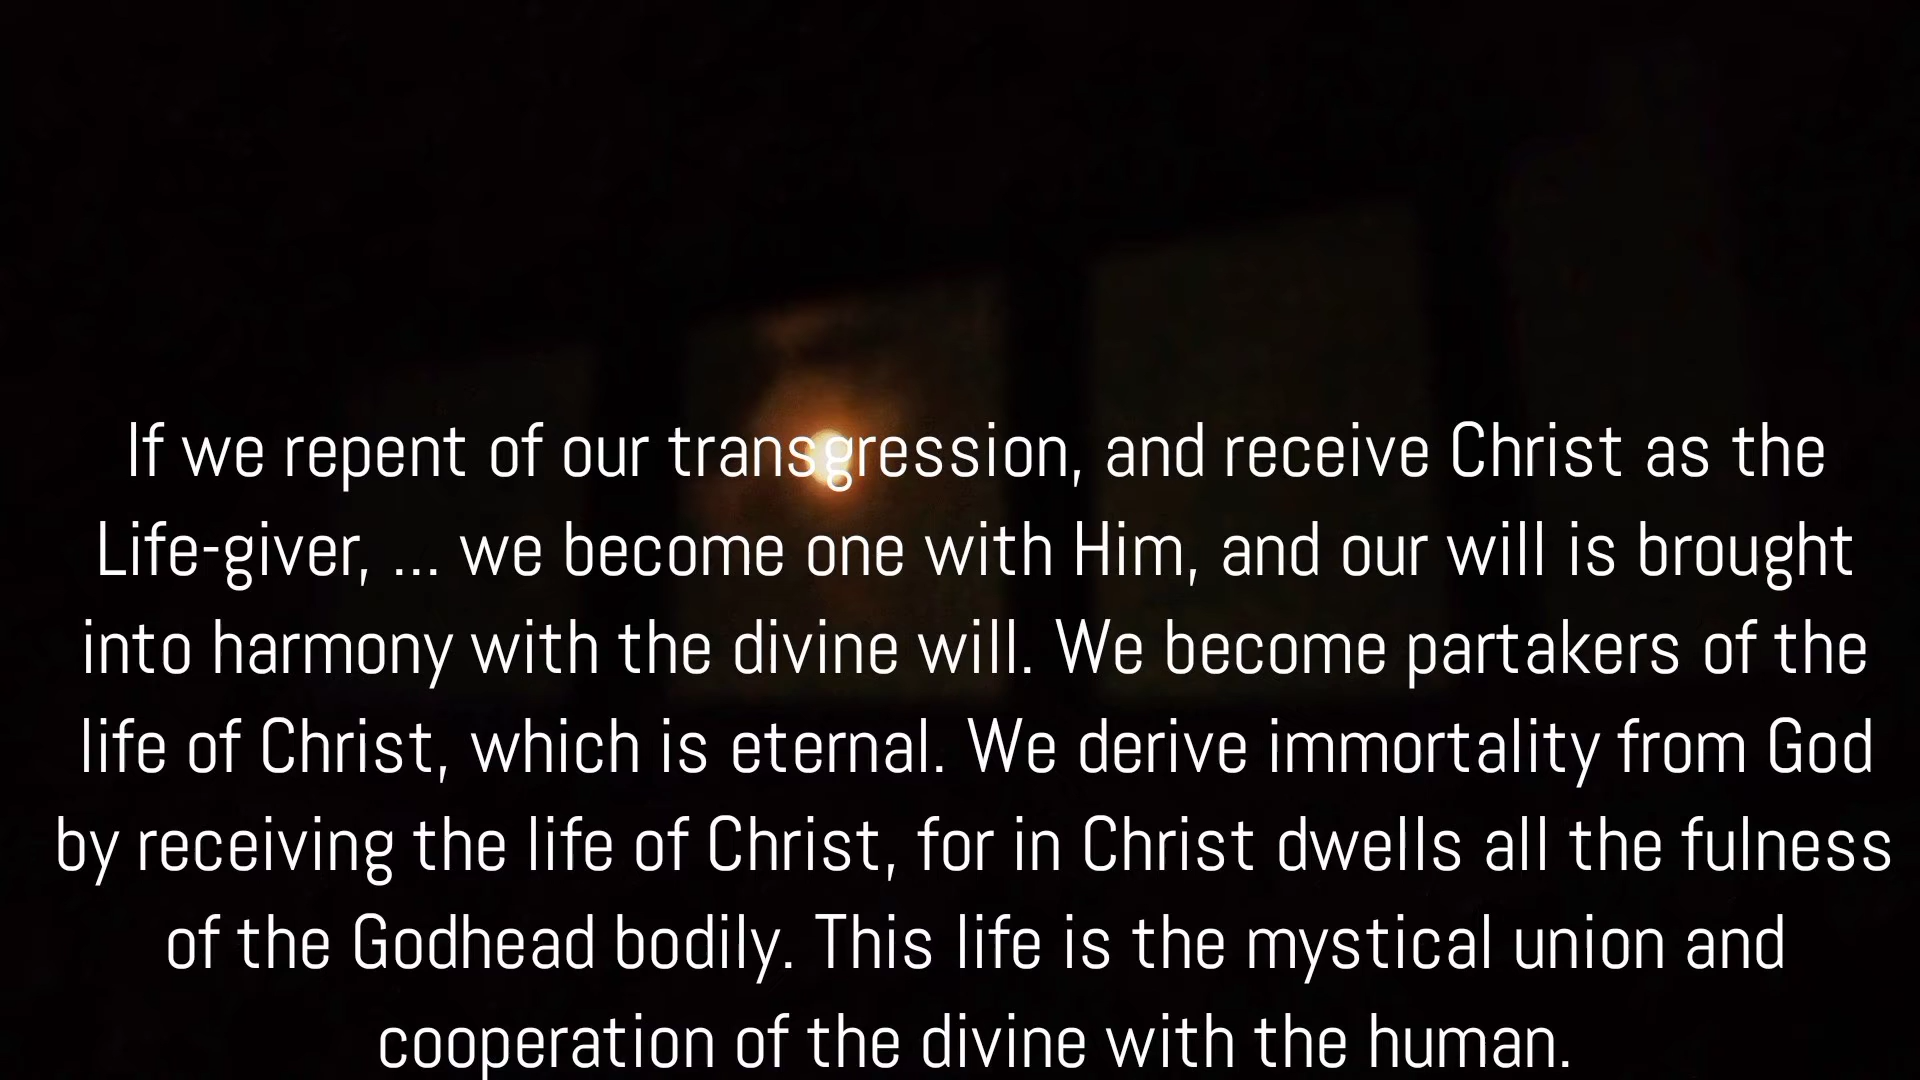 If we repent of our transgression, and receive Christ as the
Life-giver, ... we become one with Him, and our will is brought
into harmony with the divine will. We become partakers of the
life of Christ, which is eternal. We derive immortality from God
by receiving the life of Christ, for in Christ dwells all the fulness
of the Godhead bodily. This life is the mystical union and
cooperation of the divine with the human.